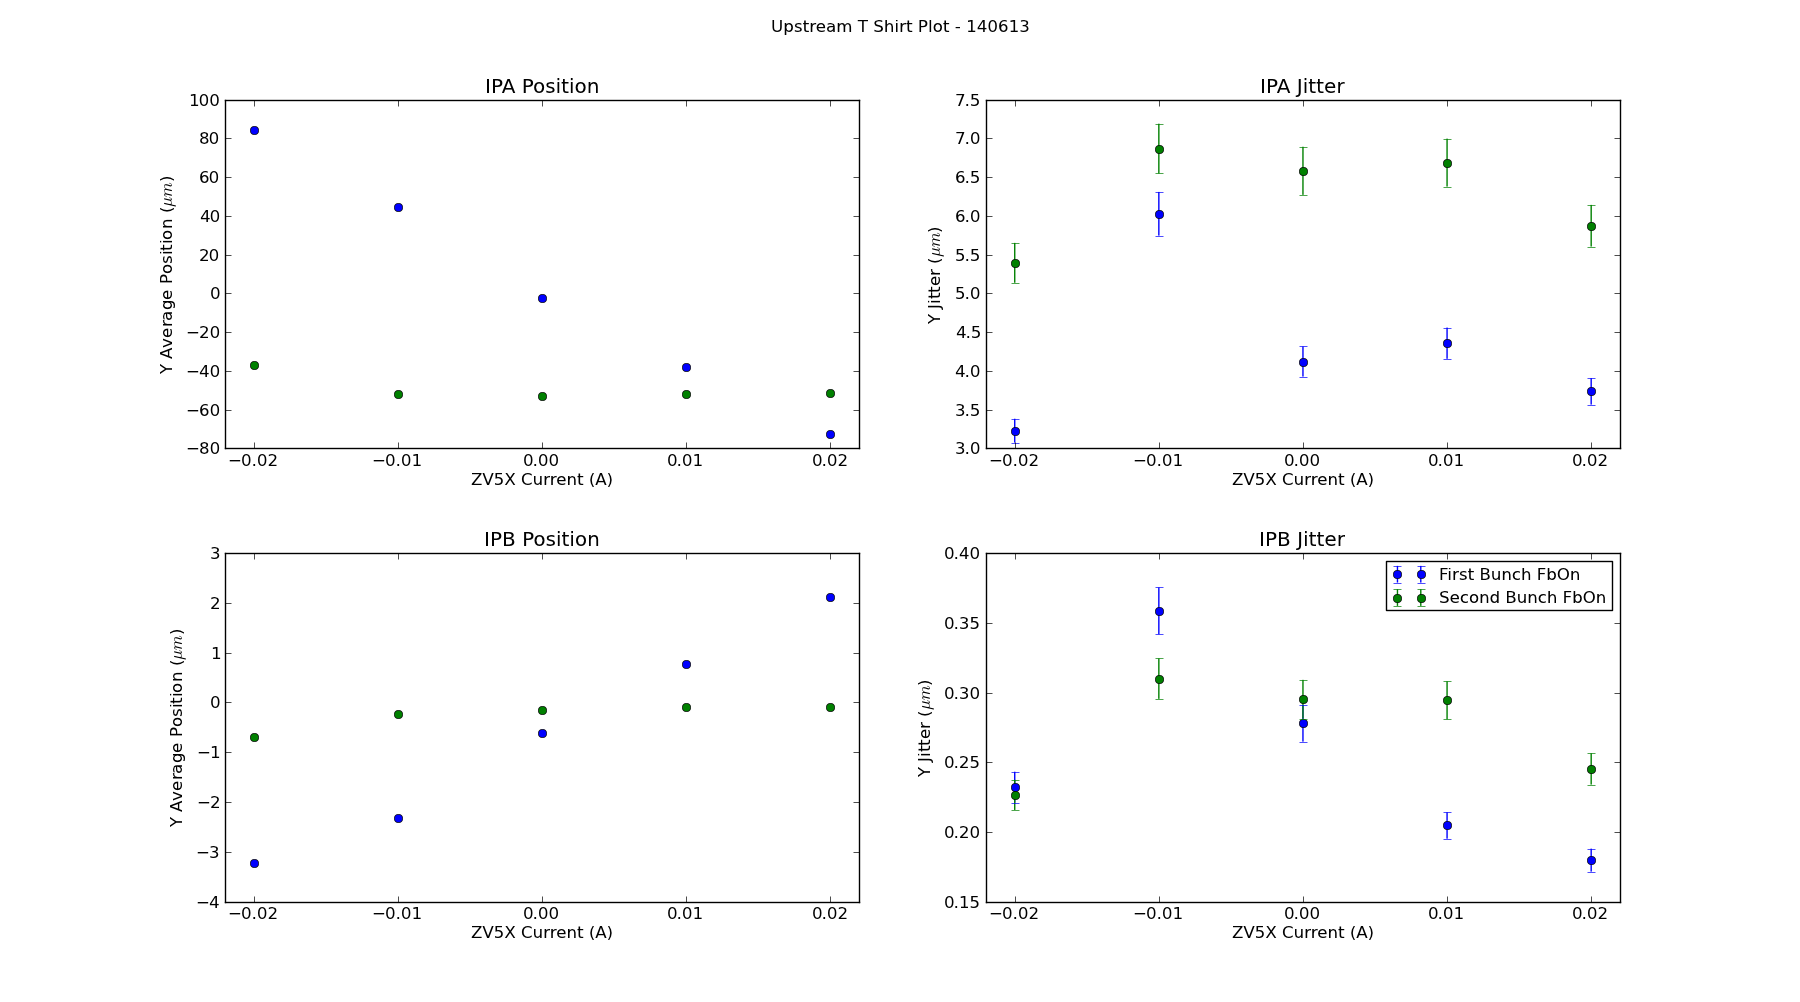 Upstream T Shirt Plot - 140613
IPA Position
100
80
60
40
20
0
−20
−40
−60
−80
Y Average Position (μm)
−0.02 −0.01 0.00 0.01 0.02
ZV5X Current (A)
IPA Jitter
7.5
7.0
6.5
6.0
5.5
5.0
4.5
4.0
3.5
3.0
Y Jitter (μm)
−0.02 −0.01 0.00 0.01 0.02
ZV5X Current (A)
IPB Position
3
2
1
0
−1
−2
−3
−4
Y Average Position (μm)
−0.02 −0.01 0.00 0.01 0.02
ZV5X Current (A)
IPB Jitter
0.40
0.35
0.30
0.25
0.20
0.15
Y Jitter (μm)
First Bunch FbOn
Second Bunch FbOn
−0.02 −0.01 0.00 0.01 0.02
ZV5X Current (A)